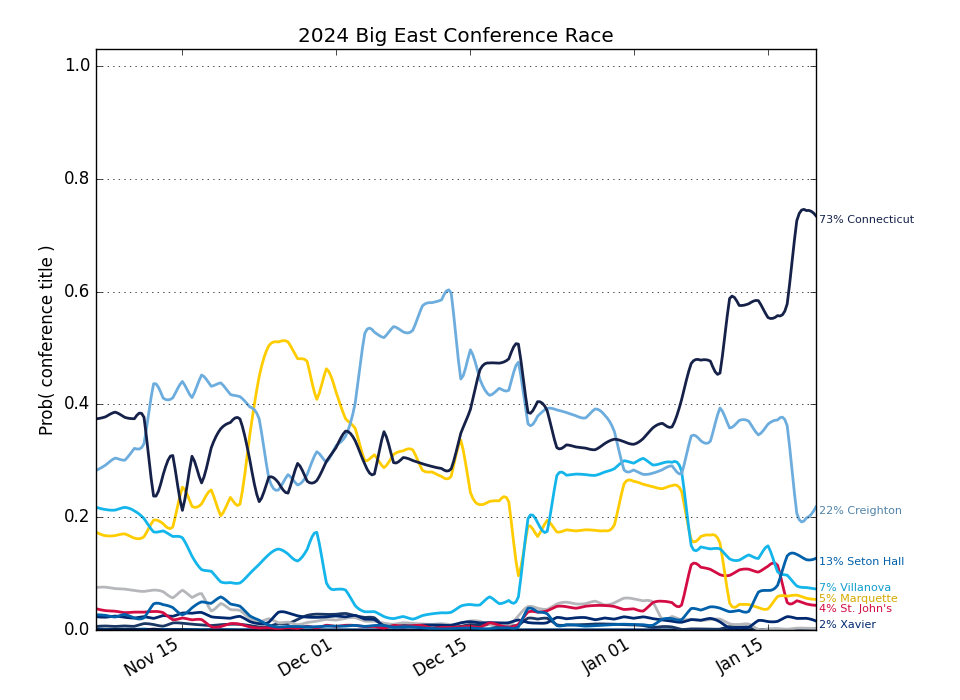 2024 Big East Conference Race
Prob( conference title )
1.0
0.8
0.6
0.4
0.2
0.0
73% Connecticut
22% Creighton
13% Seton Hall
7% Villanova
5% Marquette
4% St. John's
2% Xavier
Nov 15
Dec 01
Dec 15
Jan 01
Jan 15